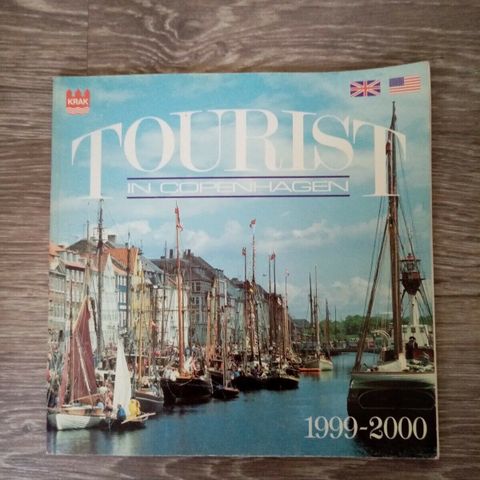 KRAK
TOURIST
IN COPENHAGEN
1999-2000